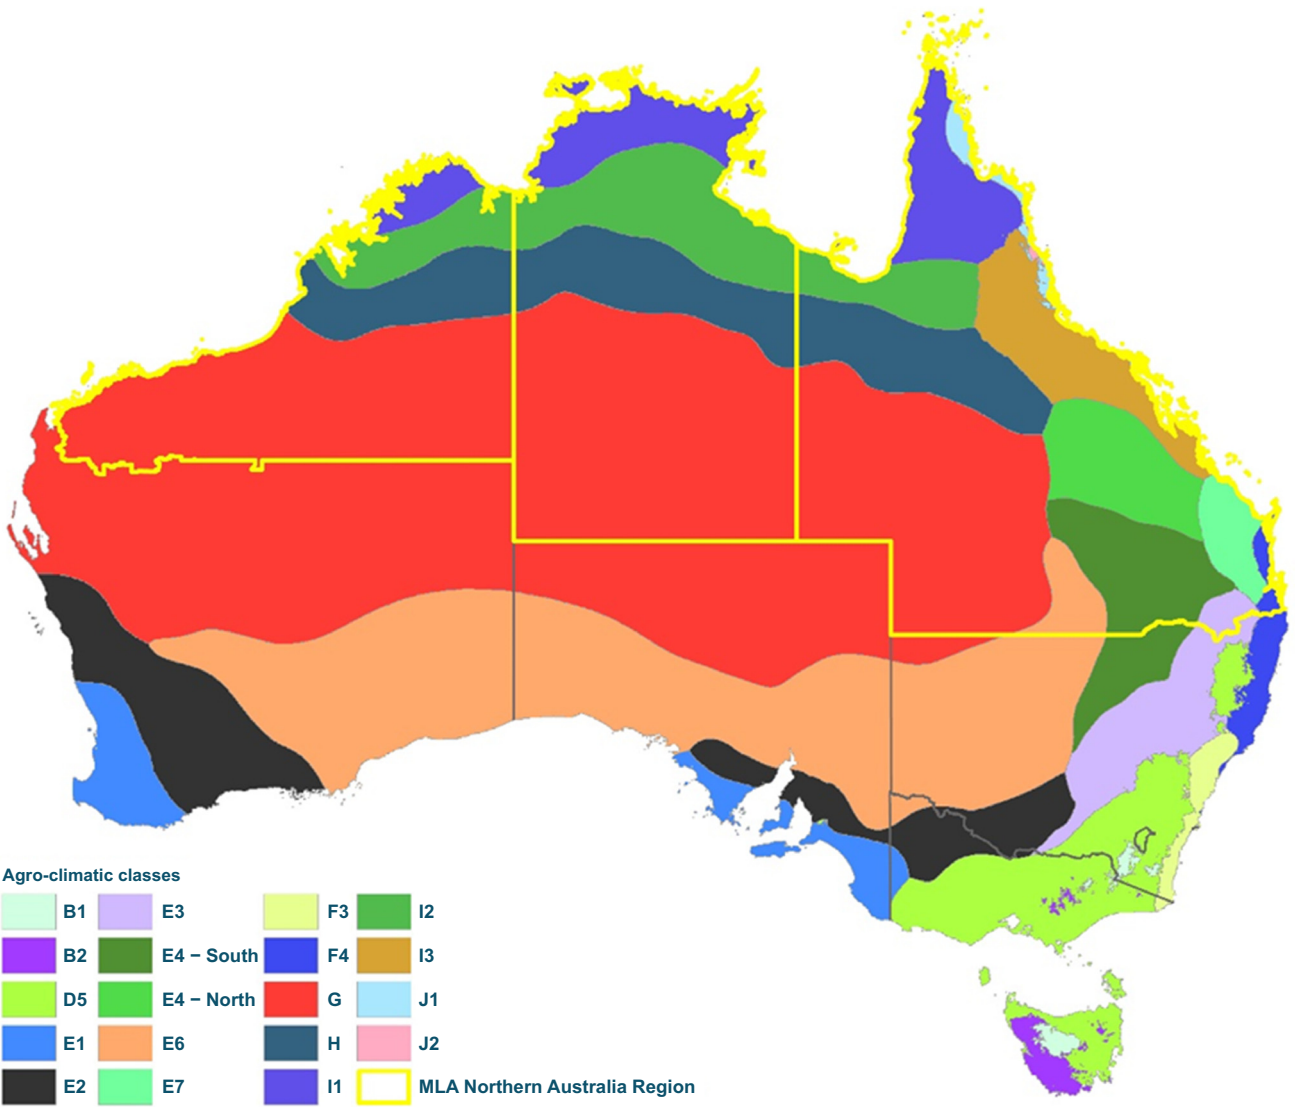 Agro-climatic classes
B1 E3 F3 I2
B2 E4 – South F4 I3
D5 E4 – North G J1
E1 E6 H J2
E2 E7 I1 MLA Northern Australia Region